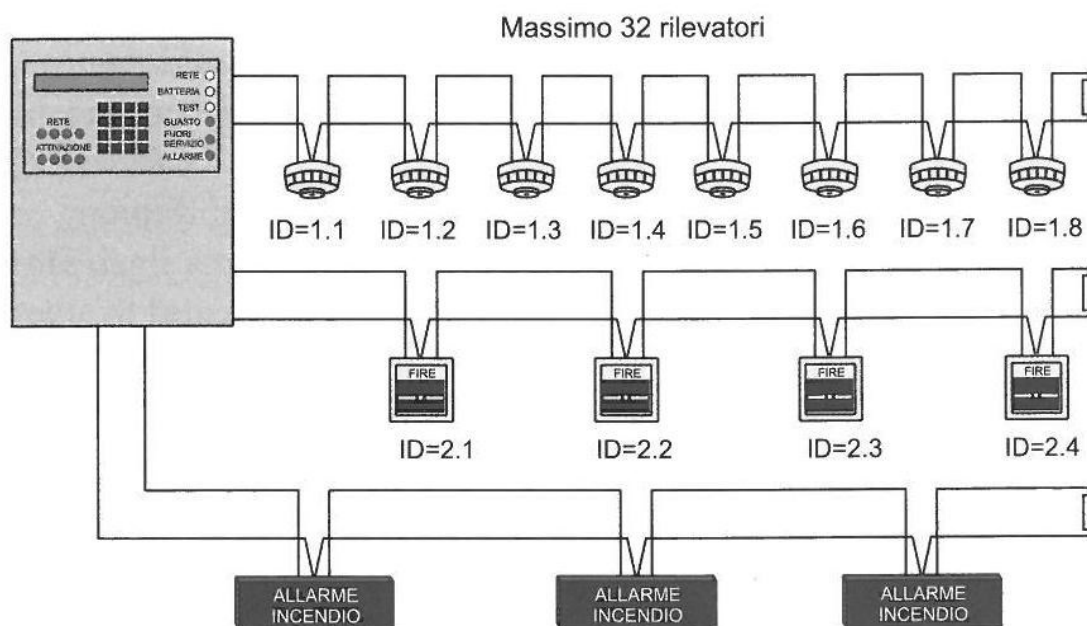 Massimo 32 rilevatori
RETE
BATTERIA
TEST
GUASTO
FUORI
SERVIZIO
ALLARME
RETE
ATTIVAZIONE
ID=1.1 ID=1.2 ID=1.3 ID=1.4 ID=1.5 ID=1.6 ID=1.7 ID=1.8
FIRE FIRE FIRE FIRE
ID=2.1 ID=2.2 ID=2.3 ID=2.4
ALLARME ALLARME ALLARME
INCENDIO INCENDIO INCENDIO